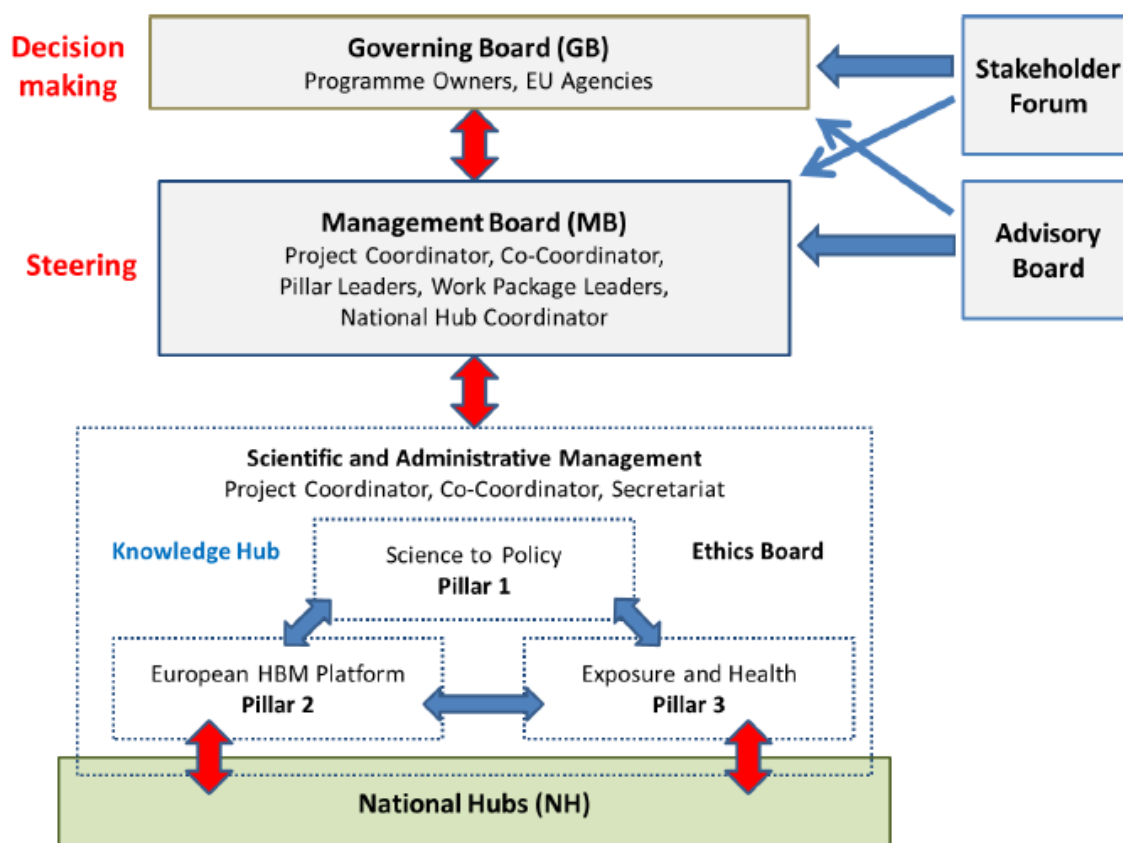 Decision
making
Governing Board (GB)
Programme Owners, EU Agencies
Stakeholder
Forum
Steering
Management Board (MB)
Project Coordinator, Co-Coordinator,
Pillar Leaders, Work Package Leaders,
National Hub Coordinator
Advisory
Board
Scientific and Administrative Management
Project Coordinator, Co-Coordinator, Secretariat
Knowledge Hub
Science to Policy
Pillar 1
Ethics Board
European HBM Platform
Pillar 2
Exposure and Health
Pillar 3
National Hubs (NH)